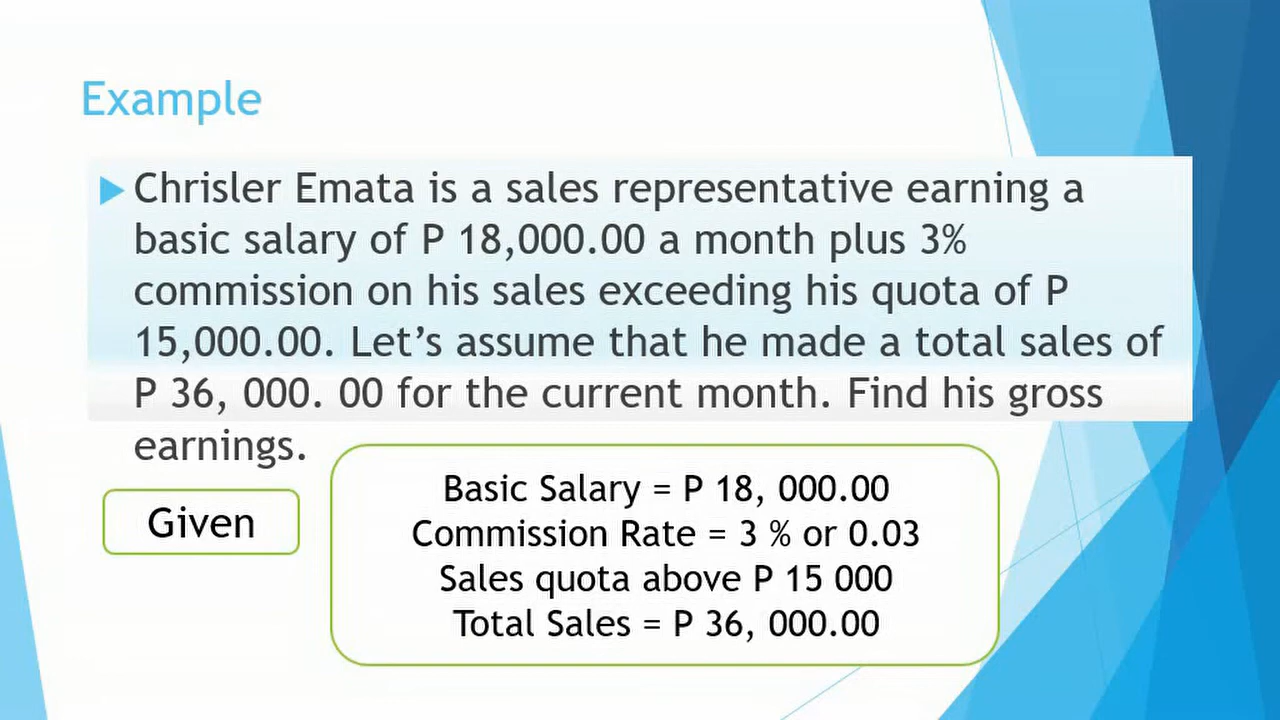 Example
Chrisler Emata is a sales representative earning a
basic salary of P 18,000.00 a month plus 3%
commission on his sales exceeding his quota of P
15,000.00. Let’s assume that he made a total sales of
P 36, 000. 00 for the current month. Find his gross
earnings.
Given
Basic Salary = P 18, 000.00
Commission Rate = 3 % or 0.03
Sales quota above P 15 000
Total Sales = P 36, 000.00